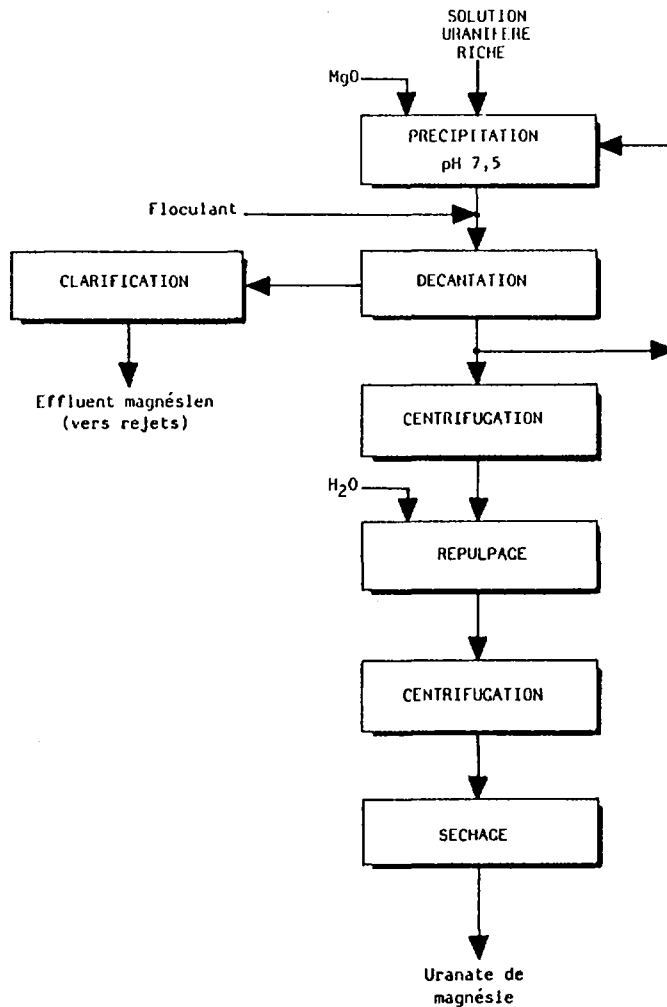 SOLUTION
URANIFERE
RICHE
MgO
PRECIPITATION
pH 7,5
Floculant
CLARIFICATION
DECANTATION
Effluent magnésien
(vers rejets)
CENTRIFUGATION
H2O
REPULPAGE
CENTRIFUGATION
SECHAGE
Uranate de
magnésie